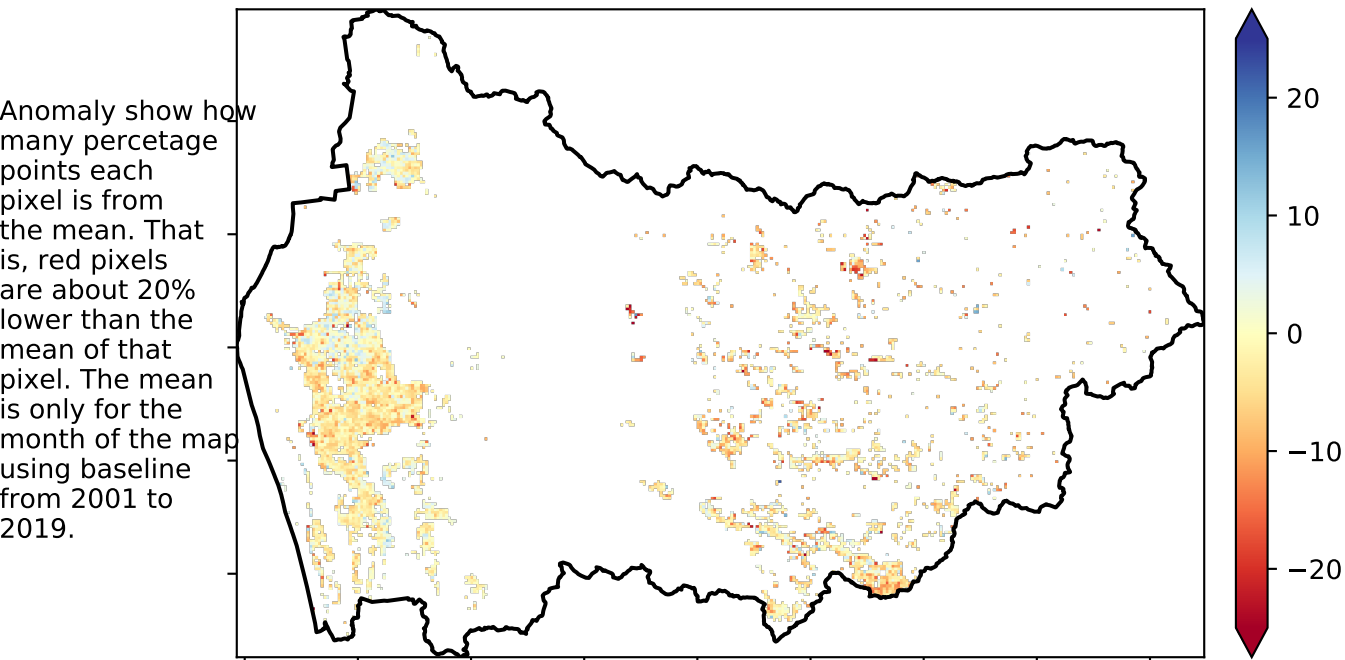 Anomaly show how
many percetage
points each
pixel is from
the mean. That
is, red pixels
are about 20%
lower than the
mean of that
pixel. The mean
is only for the
month of the map
using baseline
from 2001 to
2019.
20
10
0
−10
−20